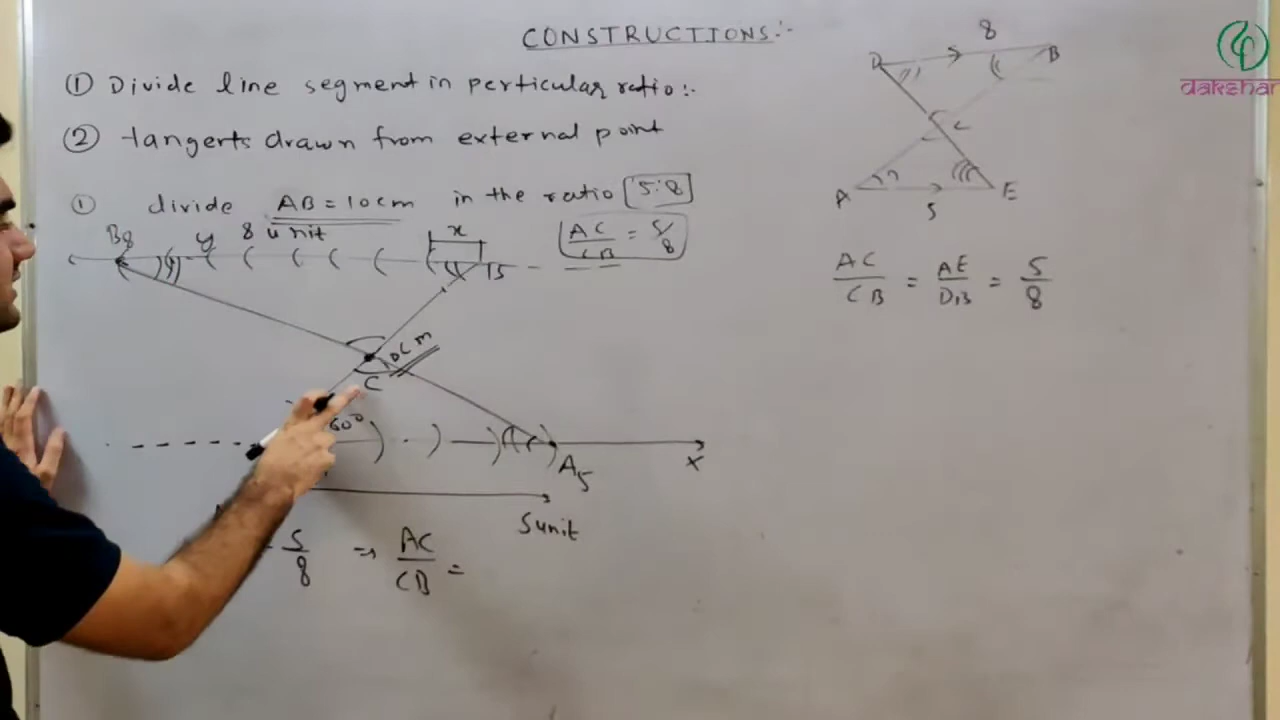 CONSTRUCTIONS:-
① Divide line segment in perticular ratio:.
② tangents drawn from external point
① divide AB=10cm in the ratio 5:8
AC/CB = 5/8
B8 y 8 unit x B
10cm
C
60°
A5 X
5unit
5/8 ⇒ AC/CB =
D 8 B
C
A 5 E
AC/CB = AE/DB = 5/8
dakshar